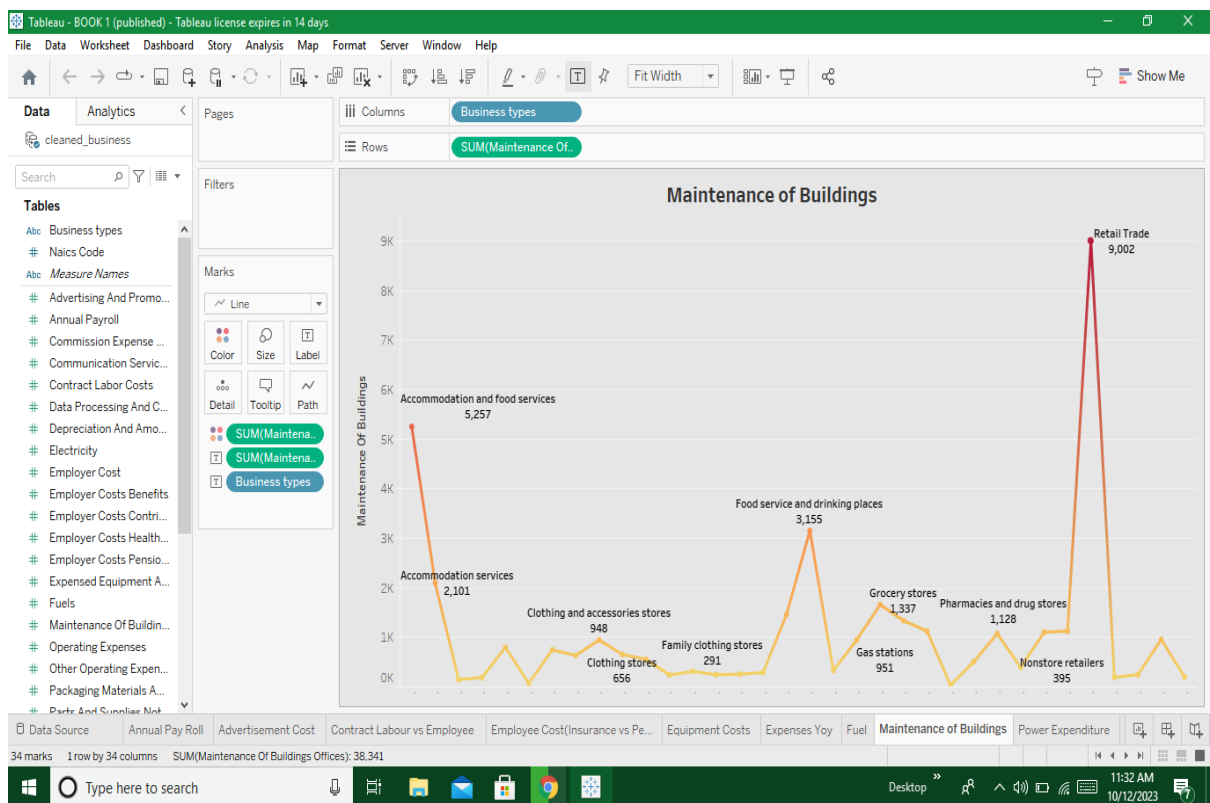 Tableau - BOOK 1 (published) - Tableau license expires in 14 days
File Data Worksheet Dashboard Story Analysis Map Format Server Window Help
Fit Width
Show Me
Data Analytics
cleaned_business
Search
Tables
Abc Business types
# Naics Code
Abc Measure Names
# Advertising And Promo...
# Annual Payroll
# Commission Expense ...
# Communication Servic...
# Contract Labor Costs
# Data Processing And C...
# Depreciation And Amo...
# Electricity
# Employer Cost
# Employer Costs Benefits
# Employer Costs Contri...
# Employer Costs Health...
# Employer Costs Pensio...
# Expensed Equipment A...
# Fuels
# Maintenance Of Buildin...
# Operating Expenses
# Other Operating Expen...
# Packaging Materials A...
# Parts And Supplies Not
Pages
Filters
Marks
Line
Color Size Label
Detail Tooltip Path
SUM(Maintena..
SUM(Maintena..
Business types
Columns Business types
Rows SUM(Maintenance Of..
Maintenance of Buildings
Maintenance Of Buildings
9K
8K
7K
6K
5K
4K
3K
2K
1K
0K
Retail Trade
9,002
Accommodation and food services
5,257
Food service and drinking places
3,155
Accommodation services
2,101
Clothing and accessories stores
948
Clothing stores
656
Family clothing stores
291
Grocery stores
1,337
Gas stations
951
Pharmacies and drug stores
1,128
Nonstore retailers
395
Data Source Annual Pay Roll Advertisement Cost Contract Labour vs Employee Employee Cost(Insurance vs Pe... Equipment Costs Expenses Yoy Fuel Maintenance of Buildings Power Expenditure
34 marks 1 row by 34 columns SUM(Maintenance Of Buildings Offices): 38,341
Type here to search
Desktop
11:32 AM
10/12/2023
7